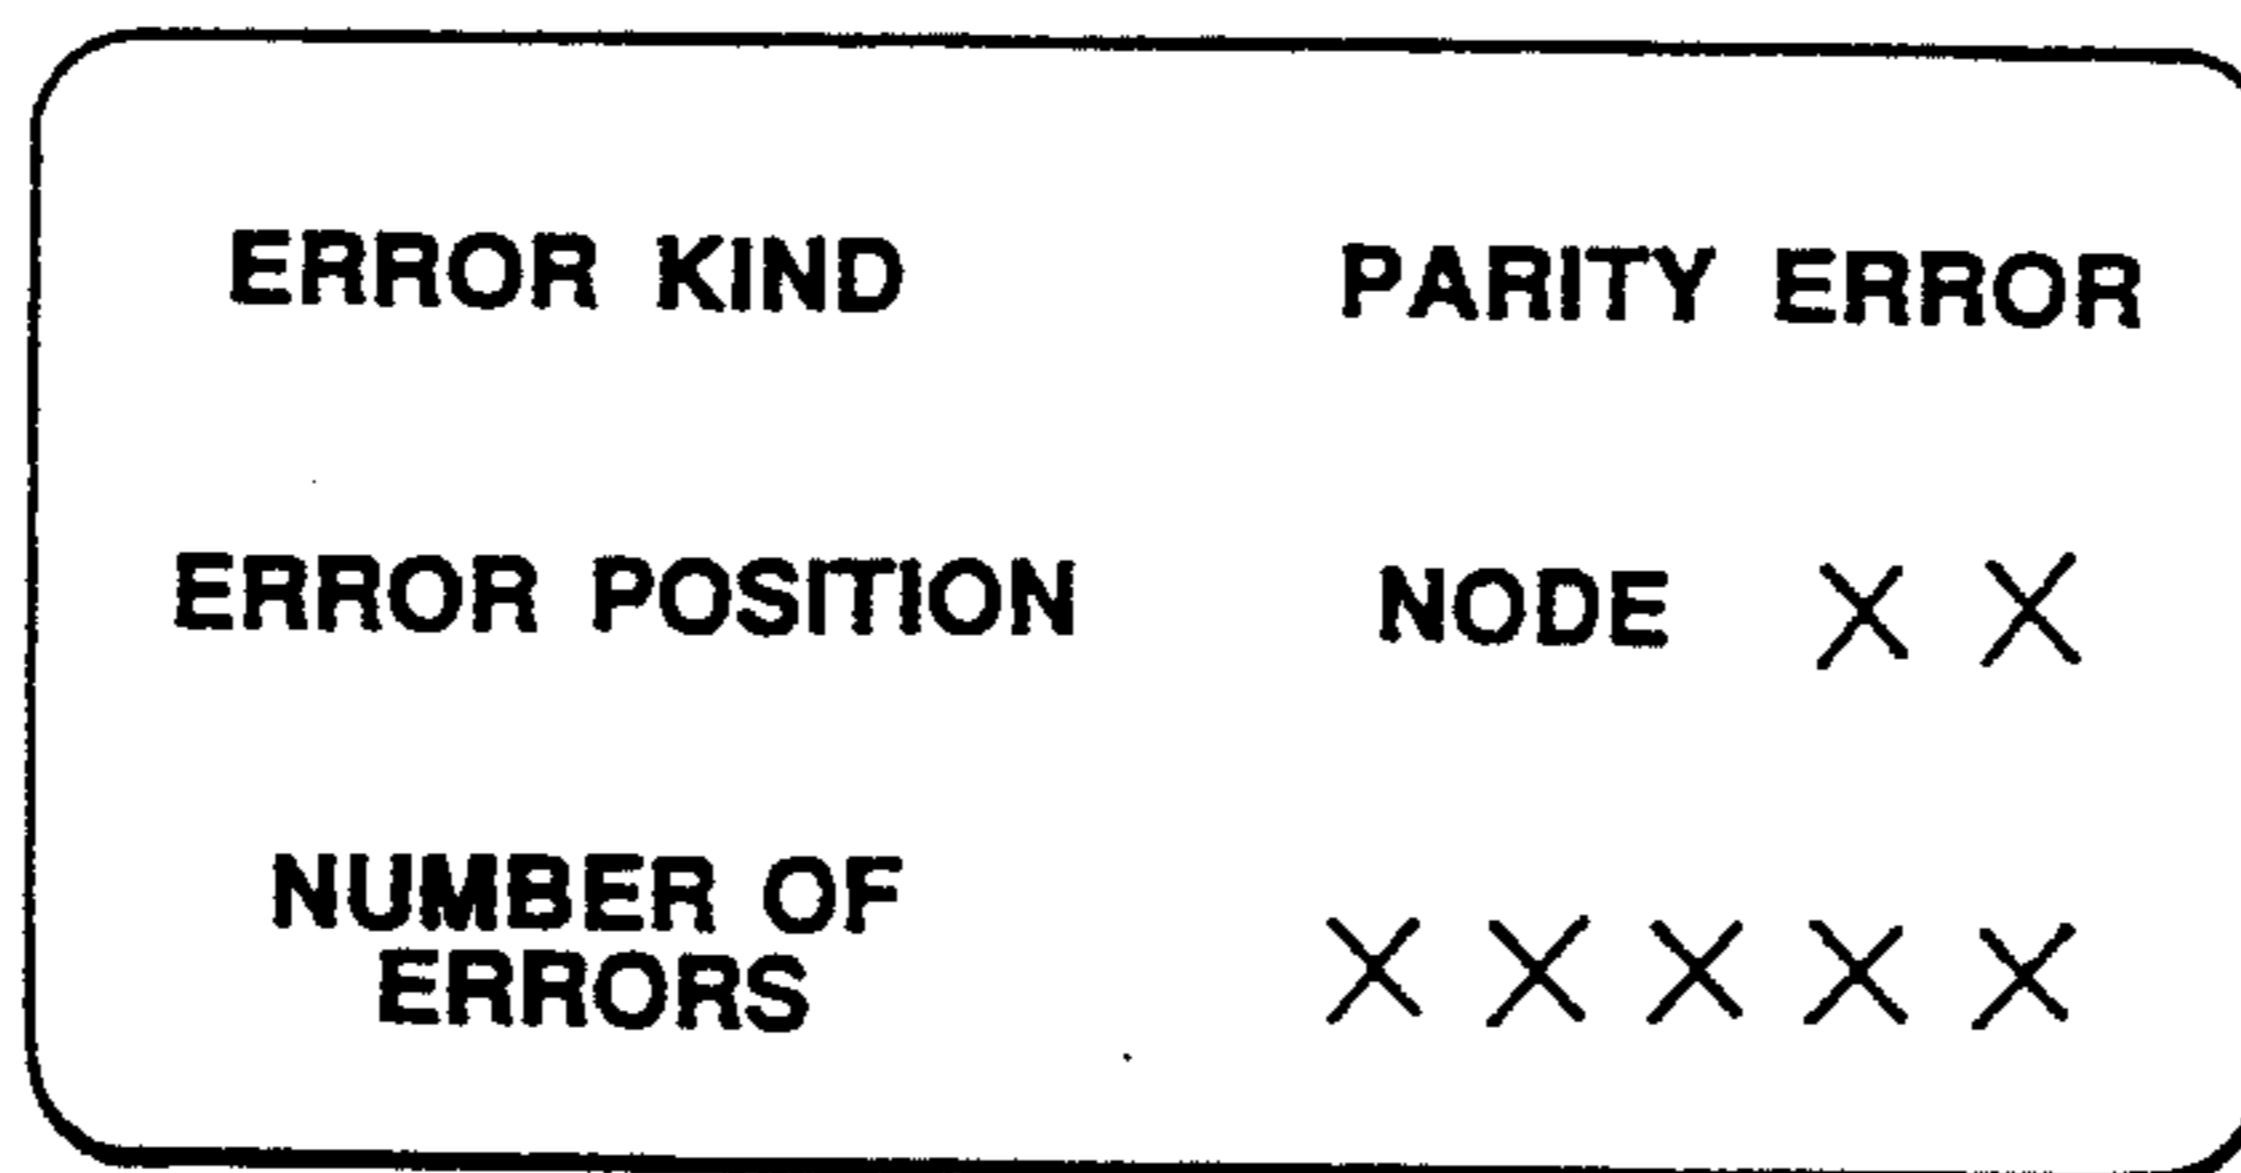 ERROR KIND PARITY ERROR
ERROR POSITION NODE X X
NUMBER OF
ERRORS X X X X X